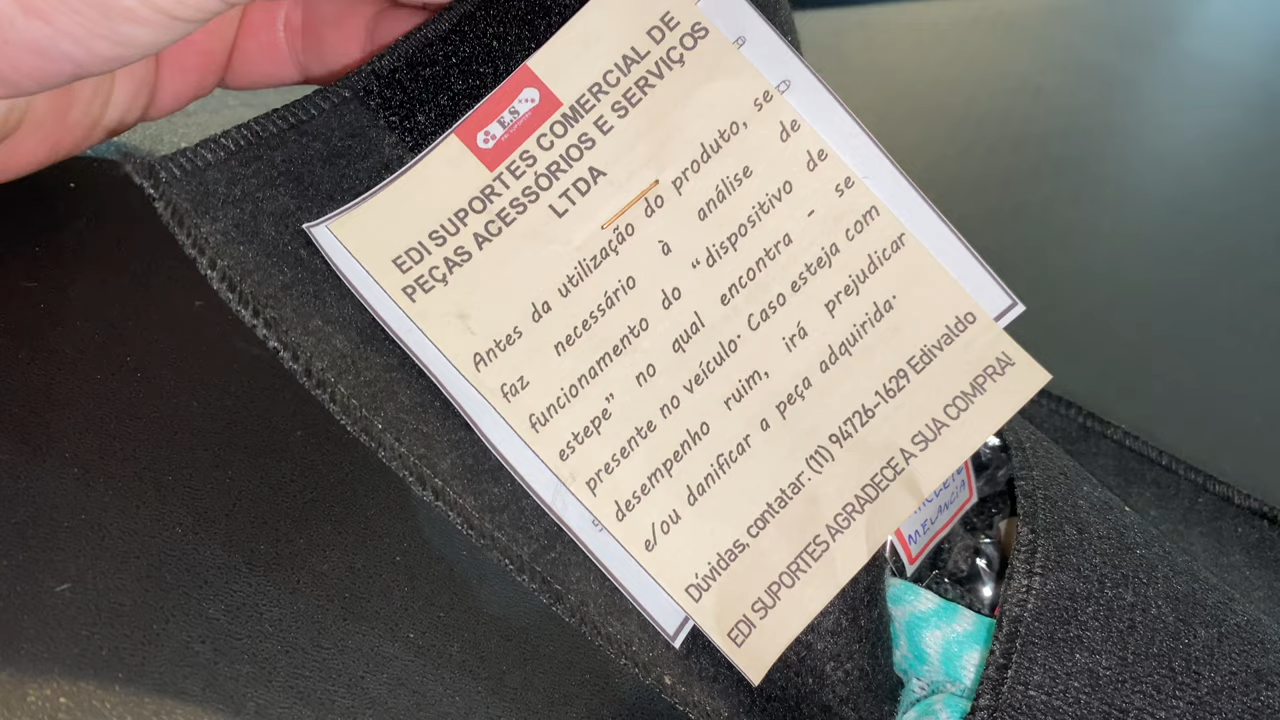 E.S
EDI SUPORTES
EDI SUPORTES COMERCIAL DE
PEÇAS ACESSÓRIOS E SERVIÇOS
LTDA
Antes da utilização do produto, se
faz necessário à análise de
funcionamento do “dispositivo de
estepe” no qual encontra - se
presente no veículo. Caso esteja com
desempenho ruim, irá prejudicar
e/ou danificar a peça adquirida.
Dúvidas, contatar: (11) 94726-1629 Edivaldo
EDI SUPORTES AGRADECE A SUA COMPRA!
MELANCIA